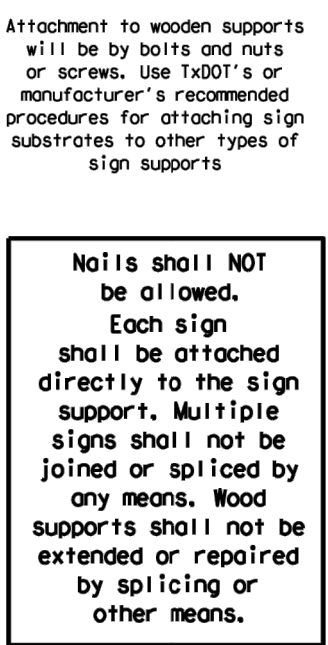 Attachment to wooden supports
will be by bolts and nuts
or screws. Use TxDOT's or
manufacturer's recommended
procedures for attaching sign
substrates to other types of
sign supports
Nails shall NOT
be allowed.
Each sign
shall be attached
directly to the sign
support. Multiple
signs shall not be
joined or spliced by
any means. Wood
supports shall not be
extended or repaired
by splicing or
other means.